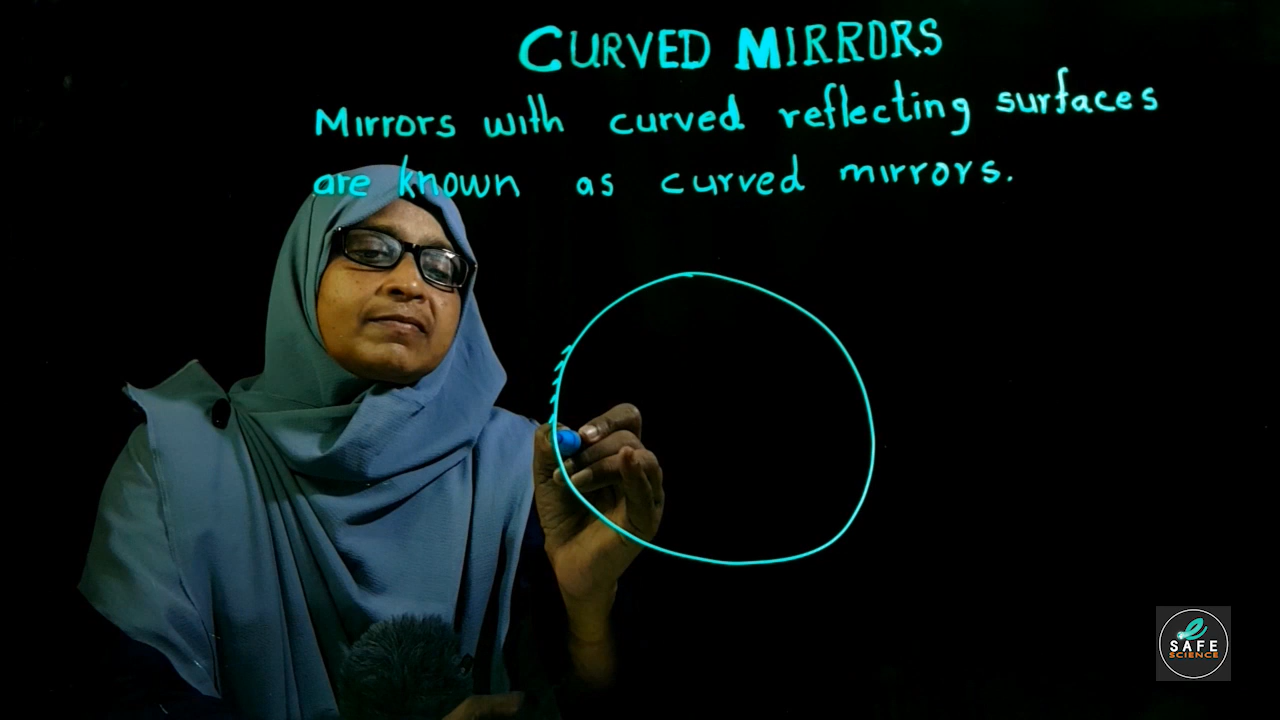 CURVED MIRRORS
Mirrors with curved reflecting surfaces
are known as curved mirrors.
SAFE
SCIENCE